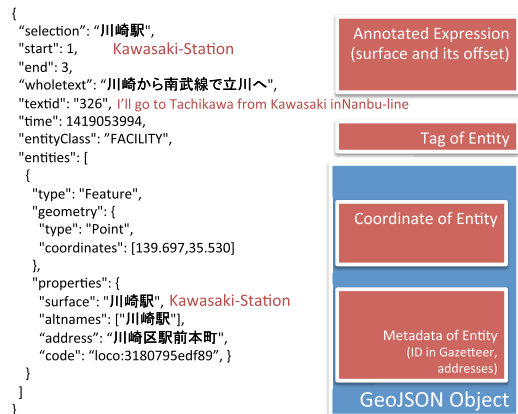 {
“selection”: “川崎駅",
"start": 1, Kawasaki-Station
"end": 3,
“wholetext”: “川崎から南武線で立川へ",
"textid": "326", I’ll go to Tachikawa from Kawasaki inNanbu-line
"time": 1419053994,
"entityClass": ”FACILITY",
"entities": [
{
"type": "Feature",
"geometry": {
"type": "Point",
"coordinates": [139.697,35.530]
},
"properties": {
"surface": "川崎駅", Kawasaki-Station
"altnames": ["川崎駅"],
“address”: “川崎区駅前本町",
“code”: “loco:3180795edf89”, }
}
]
}
Annotated Expression
(surface and its offset)
Tag of Entity
Coordinate of Entity
Metadata of Entity
(ID in Gazetteer,
addresses)
GeoJSON Object